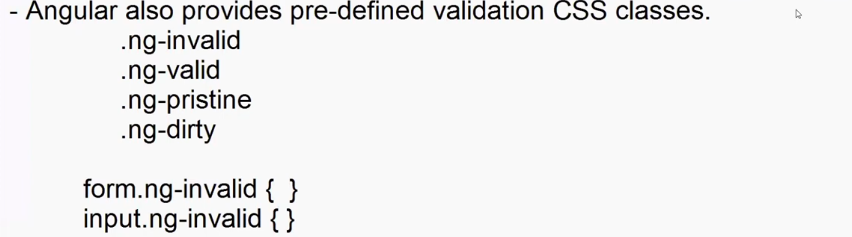 - Angular also provides pre-defined validation CSS classes.
.ng-invalid
.ng-valid
.ng-pristine
.ng-dirty
form.ng-invalid {  }
input.ng-invalid { }